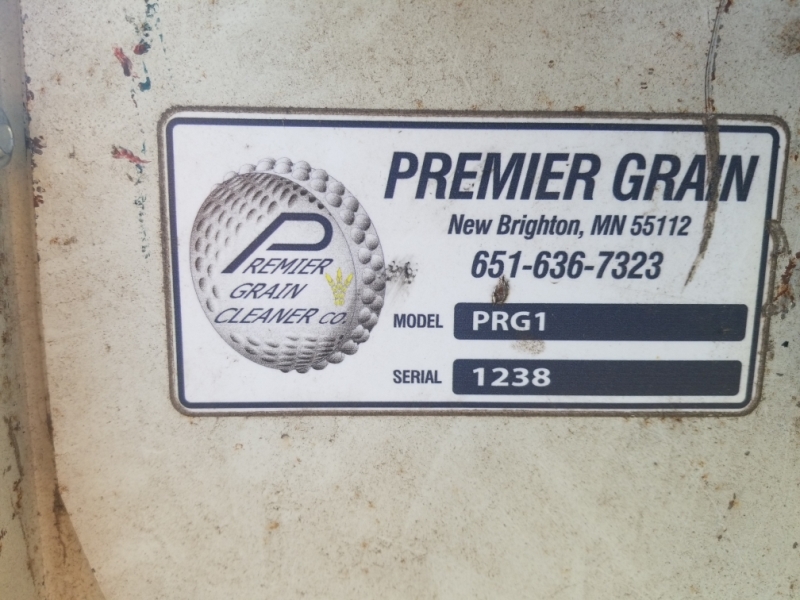 PREMIER GRAIN
New Brighton, MN 55112
651-636-7323
MODEL PRG1
SERIAL 1238
PREMIER
GRAIN
CLEANER CO.